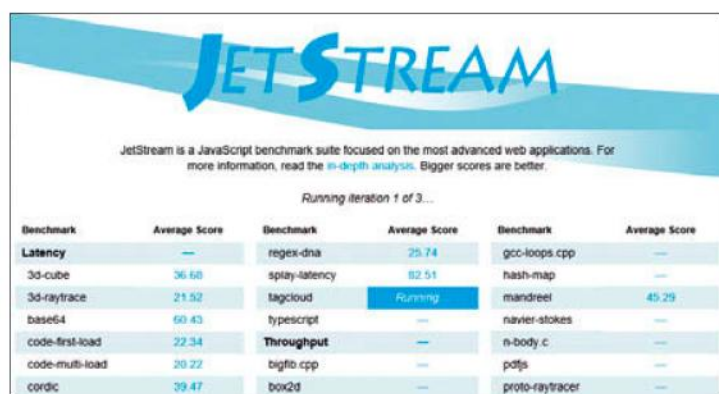 JETSTREAM
JetStream is a JavaScript benchmark suite focused on the most advanced web applications. For
more information, read the in-depth analysis. Bigger scores are better.
Running iteration 1 of 3...
Benchmark Average Score Benchmark Average Score Benchmark Average Score
Latency — regex-dna 25.74 gcc-loops.cpp —
3d-cube 36.68 splay-latency 82.51 hash-map —
3d-raytrace 21.52 tagcloud Running... mandreel 45.29
base64 60.43 typescript — navier-stokes —
code-first-load 22.34 Throughput — n-body.c —
code-multi-load 20.22 bigfib.cpp — pdfjs —
cordic 39.47 box2d — proto-raytracer —